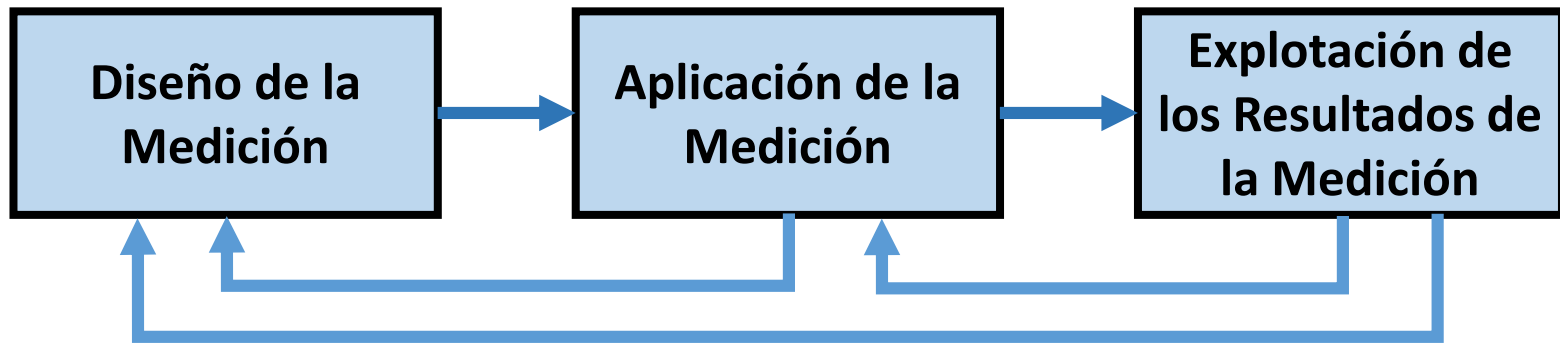 Diseño de la
Medición
Aplicación de la
Medición
Explotación de
los Resultados de
la Medición